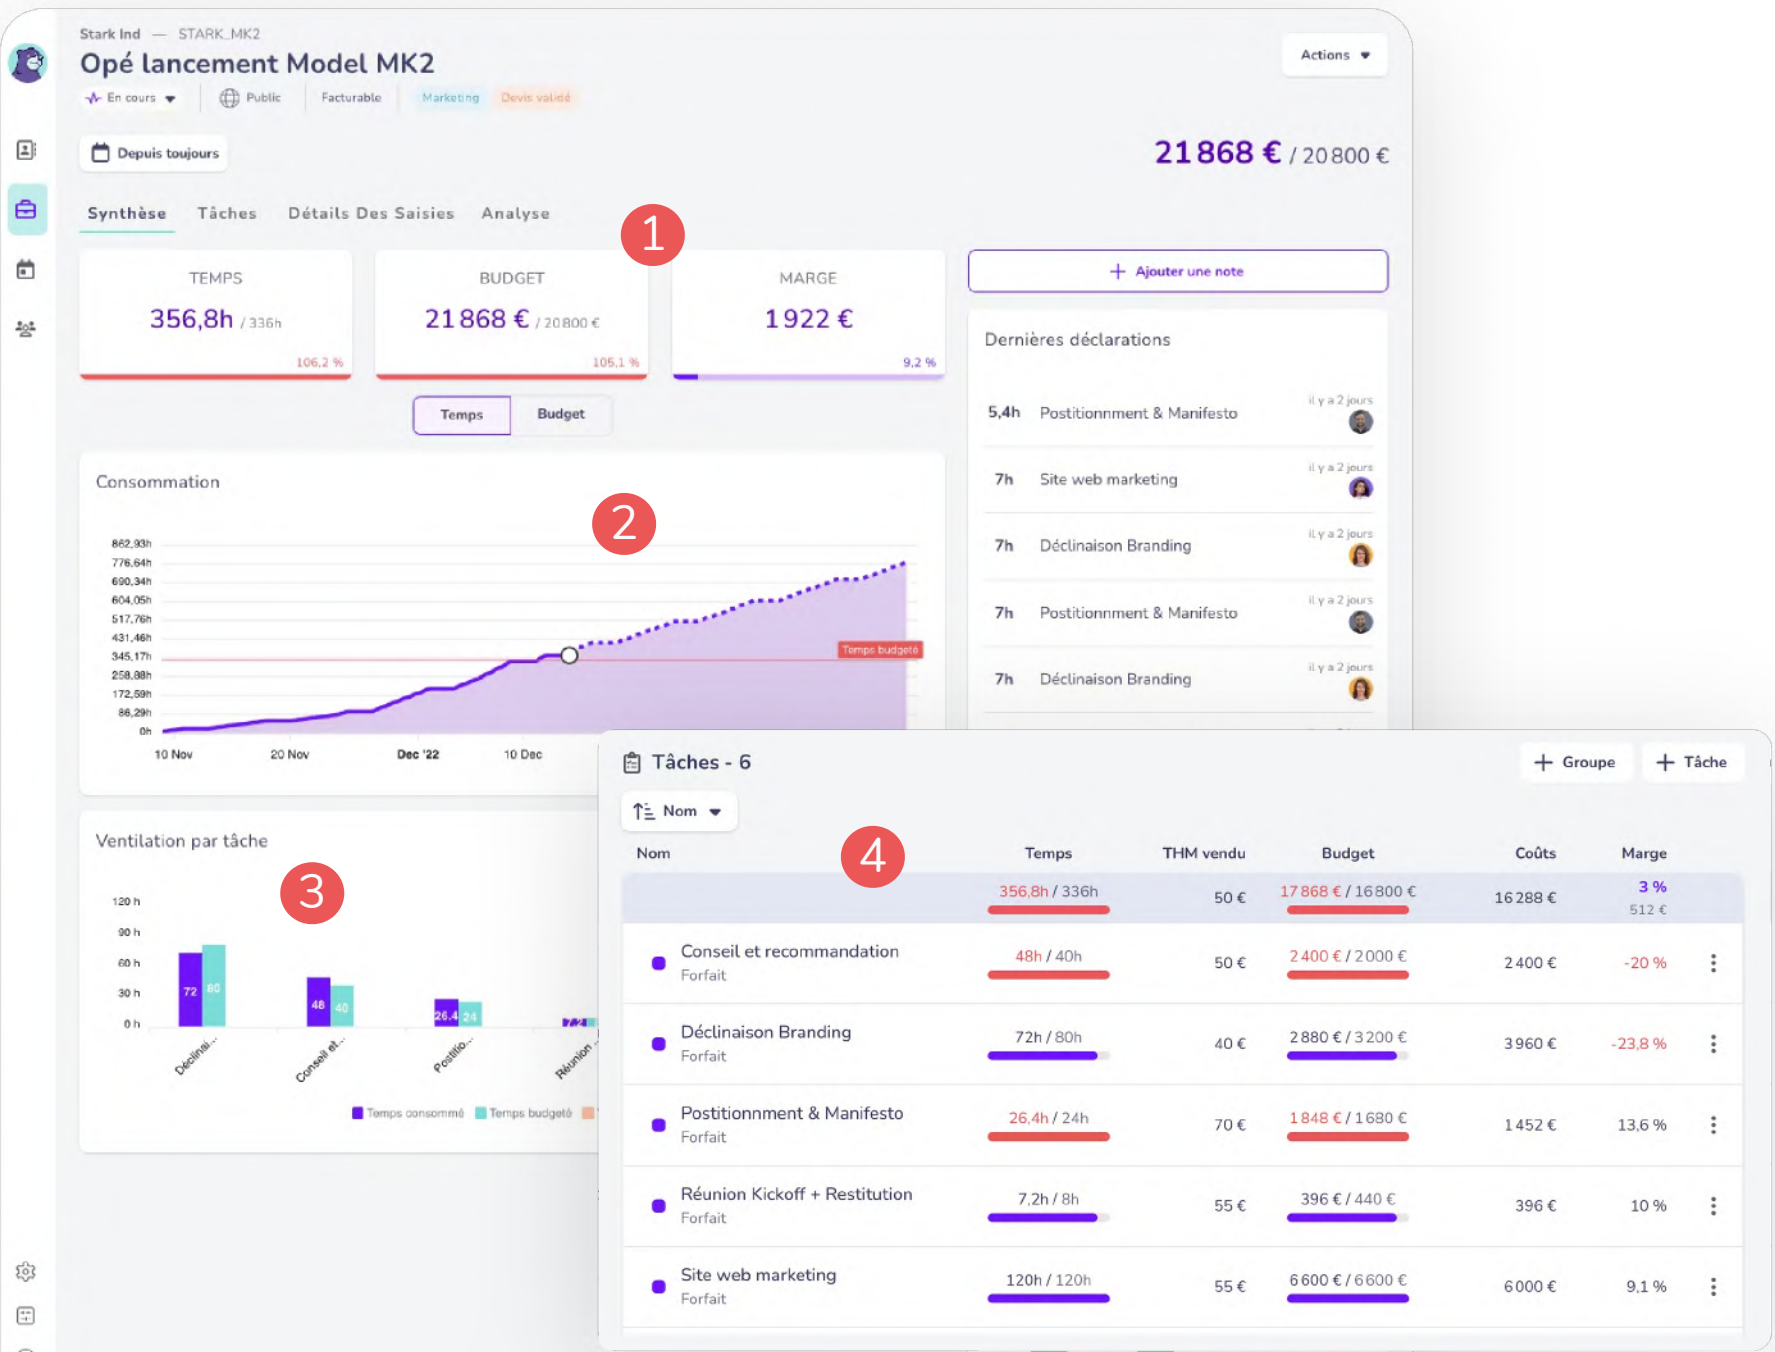 Stark Ind — STARK_MK2
Opé lancement Model MK2
Actions
En cours Public Facturable Marketing Devis validé
Depuis toujours
21 868 € / 20 800 €
Synthèse Tâches Détails Des Saisies Analyse
1
TEMPS
356,8h / 336h
106,2 %
BUDGET
21 868 € / 20 800 €
105,1 %
MARGE
1 922 €
9,2 %
+ Ajouter une note
Temps Budget
Dernières déclarations
5,4h Postitionnment & Manifesto il y a 2 jours
7h Site web marketing il y a 2 jours
7h Déclinaison Branding il y a 2 jours
7h Postitionnment & Manifesto il y a 2 jours
7h Déclinaison Branding il y a 2 jours
Consommation
2
862,93h
776,64h
690,34h
604,05h
517,76h
431,46h
345,17h
258,88h
172,59h
86,29h
0h
Temps budgeté
10 Nov 20 Nov Dec '22 10 Dec
Ventilation par tâche
3
120 h
90 h
60 h
30 h
0 h
72 80 48 40 26.4 24 7.2
Déclinai... Conseil et... Postitio... Réunion ...
Temps consommé Temps budgeté
Tâches - 6
+ Groupe + Tâche
Nom
4
Nom Temps THM vendu Budget Coûts Marge
356,8h / 336h 50 € 17 868 € / 16 800 € 16 288 € 3 %
512 €
Conseil et recommandation 48h / 40h 50 € 2 400 € / 2 000 € 2 400 € -20 %
Forfait
Déclinaison Branding 72h / 80h 40 € 2 880 € / 3 200 € 3 960 € -23,8 %
Forfait
Postitionnment & Manifesto 26,4h / 24h 70 € 1 848 € / 1 680 € 1 452 € 13,6 %
Forfait
Réunion Kickoff + Restitution 7,2h / 8h 55 € 396 € / 440 € 396 € 10 %
Forfait
Site web marketing 120h / 120h 55 € 6 600 € / 6 600 € 6 000 € 9,1 %
Forfait